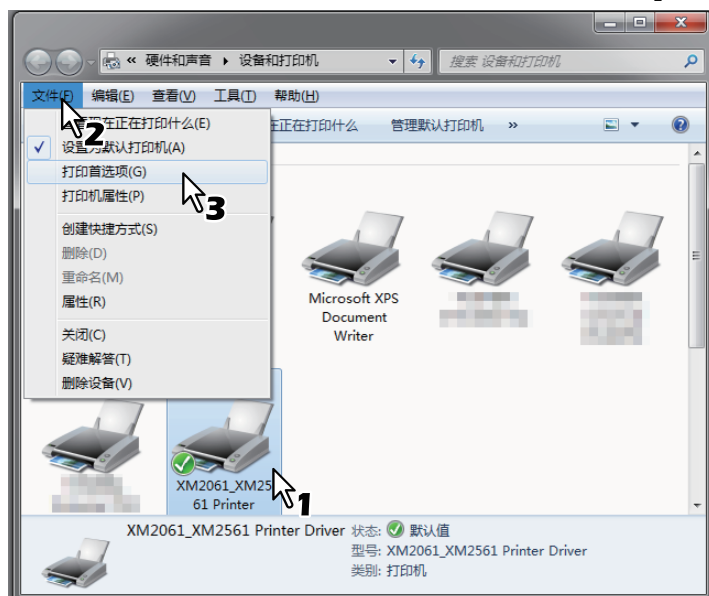 « 硬件和声音 ▸ 设备和打印机
搜索 设备和打印机
文件(F) 编辑(E) 查看(V) 工具(T) 帮助(H)
2
在正在打印什么(E)
正在打印什么 管理默认打印机 »
设置为默认打印机(A)
打印首选项(G)
打印机属性(P)
3
创建快捷方式(S)
删除(D)
重命名(M)
属性(R)
关闭(C)
疑难解答(T)
删除设备(V)
Microsoft XPS
Document
Writer
XM2061_XM25
61 Printer
1
XM2061_XM2561 Printer Driver 状态: 默认值
型号: XM2061_XM2561 Printer Driver
类别: 打印机